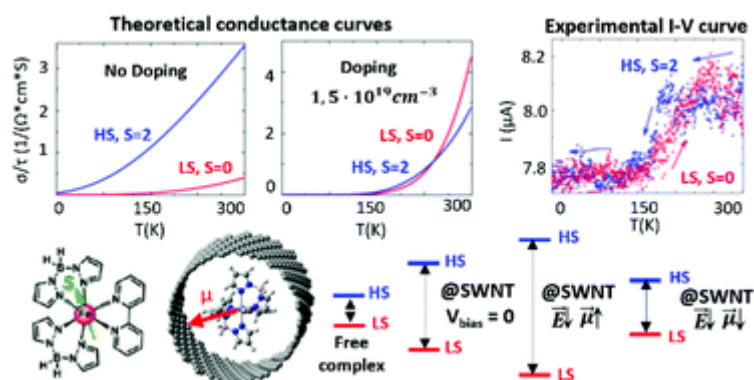 Theoretical conductance curves
Experimental I-V curve
σ/τ (1/(Ω*cm*S)
3
2
1
0
No Doping
HS, S=2
LS, S=0
0
150
300
T(K)
4
2
0
Doping
1,5 · 10¹⁹cm⁻³
LS, S=0
HS, S=2
0
150
300
T(K)
I (μA)
8.2
8.0
7.8
HS, S=2
LS, S=0
0
150
300
T(K)
H H
B
N
N
S
Fe
N
N
B
H H
μ
HS
LS
Free
complex
HS
@SWNT
V bias = 0
LS
HS
@SWNT
E⃗↓ μ⃗↑
LS
HS
@SWNT
E⃗↓ μ⃗↓
LS